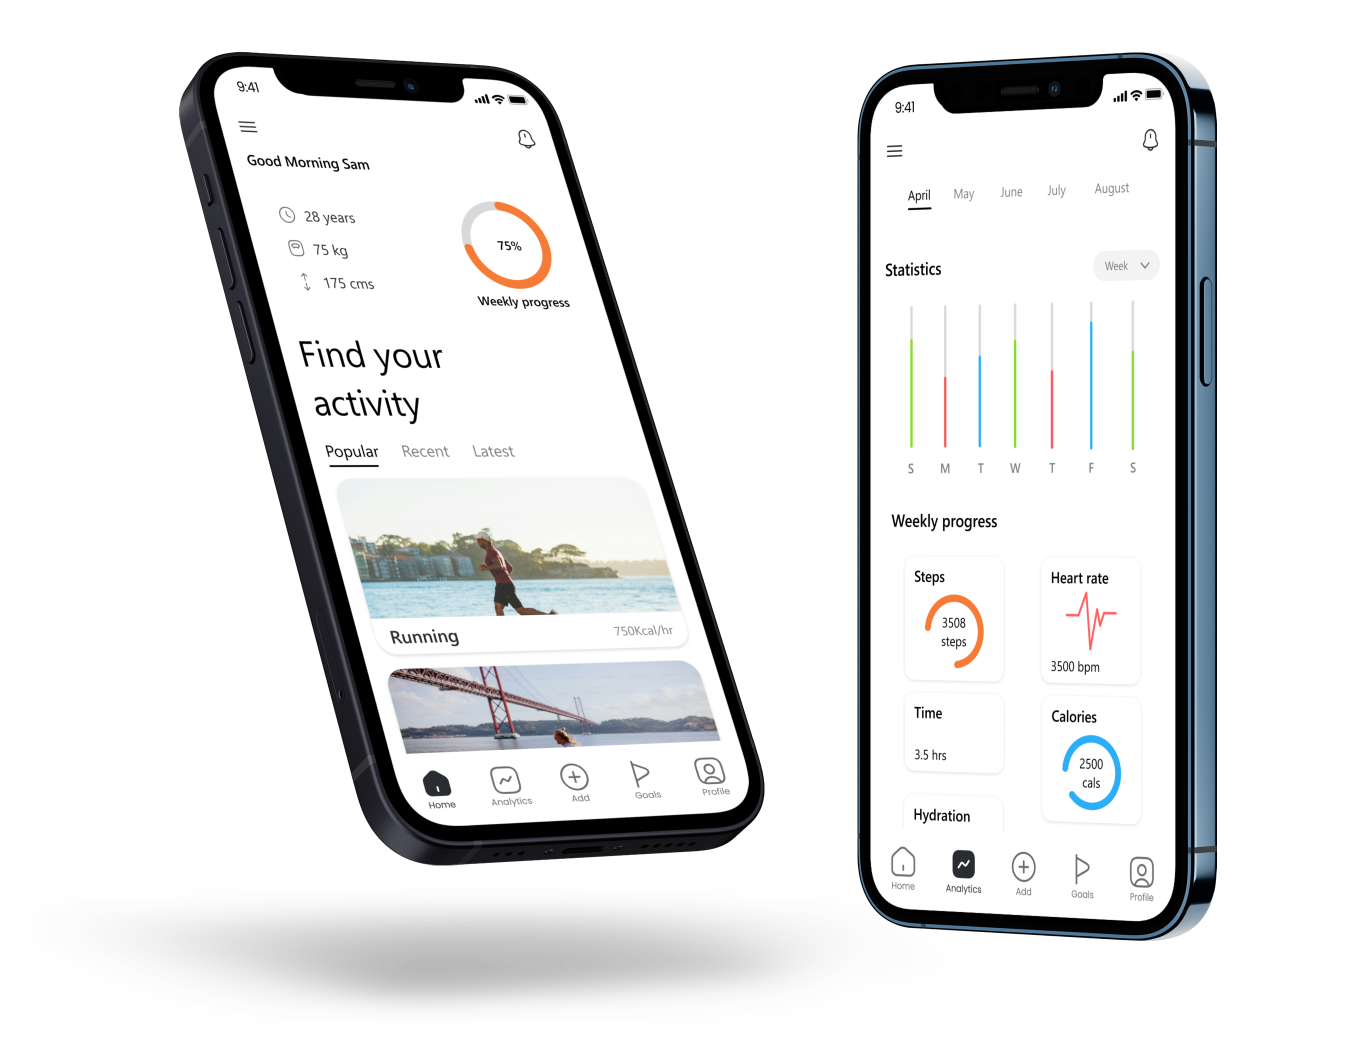 9:41
Good Morning Sam
28 years
75 kg
175 cms
75%
Weekly progress
Find your
activity
Popular Recent Latest
Running 750Kcal/hr
Home Analytics Add Goals Profile
9:41
April May June July August
Statistics Week
S M T W T F S
Weekly progress
Steps
3508
steps
Heart rate
3500 bpm
Time
3.5 hrs
Calories
2500
cals
Hydration
Home Analytics Add Goals Profile